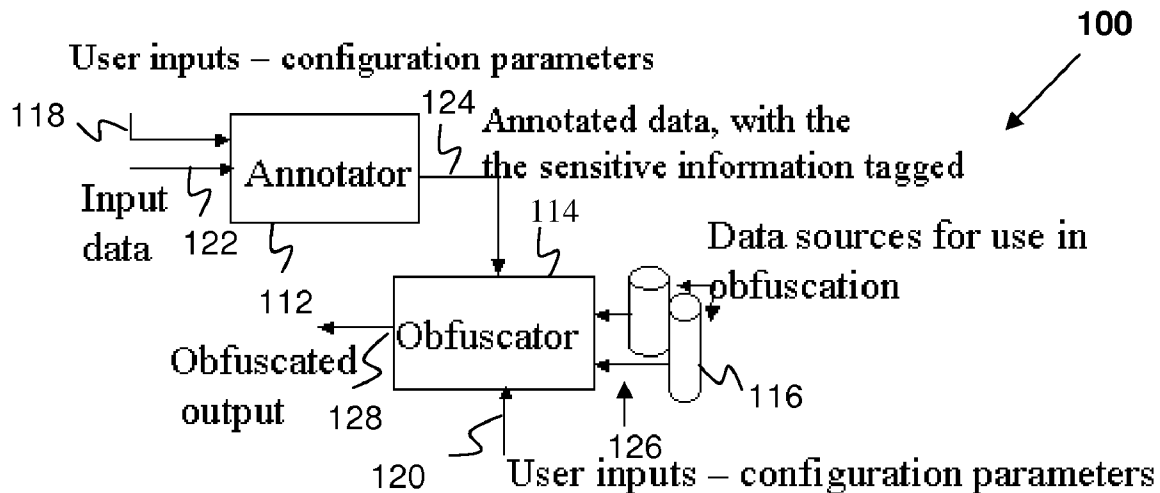 100
User inputs – configuration parameters
118
124
Annotated data, with the
the sensitive information tagged
Annotator
Input
data
122
112
114
Data sources for use in
obfuscation
Obfuscator
Obfuscated
output
128
116
120
126
User inputs – configuration parameters